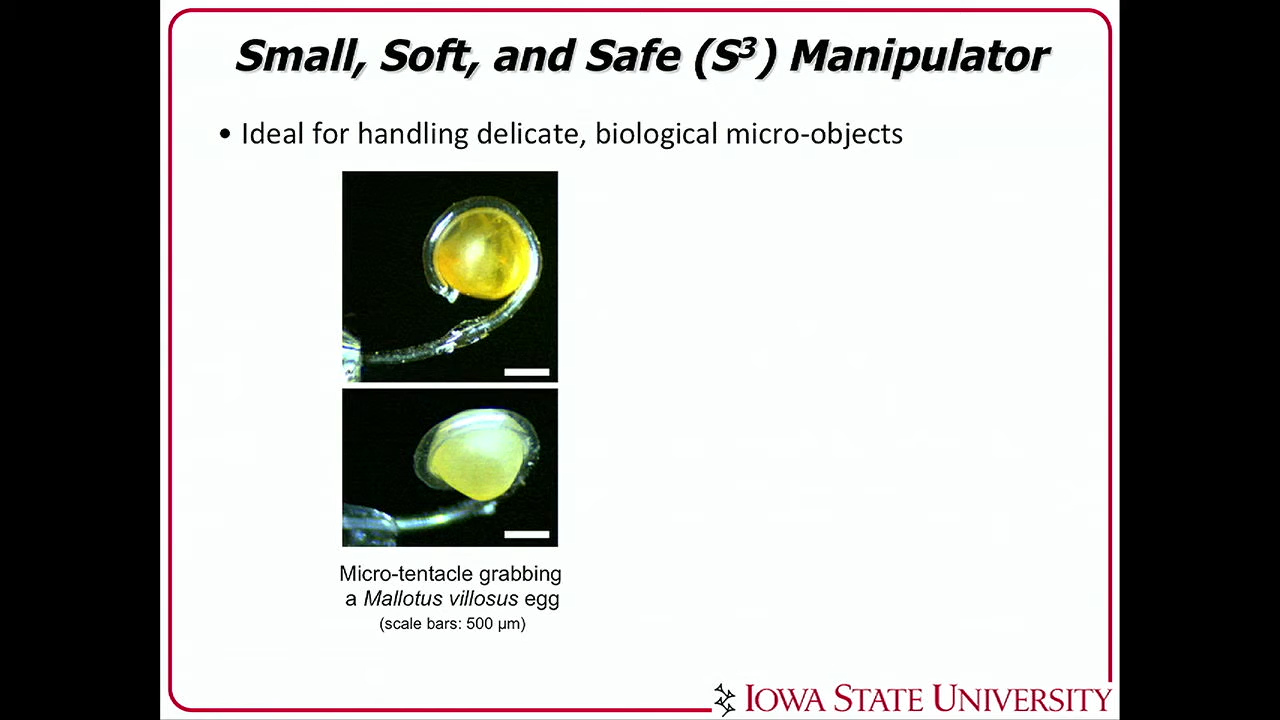 Small, Soft, and Safe (S³) Manipulator
• Ideal for handling delicate, biological micro-objects
Micro-tentacle grabbing
a Mallotus villosus egg
(scale bars: 500 µm)
IOWA STATE UNIVERSITY